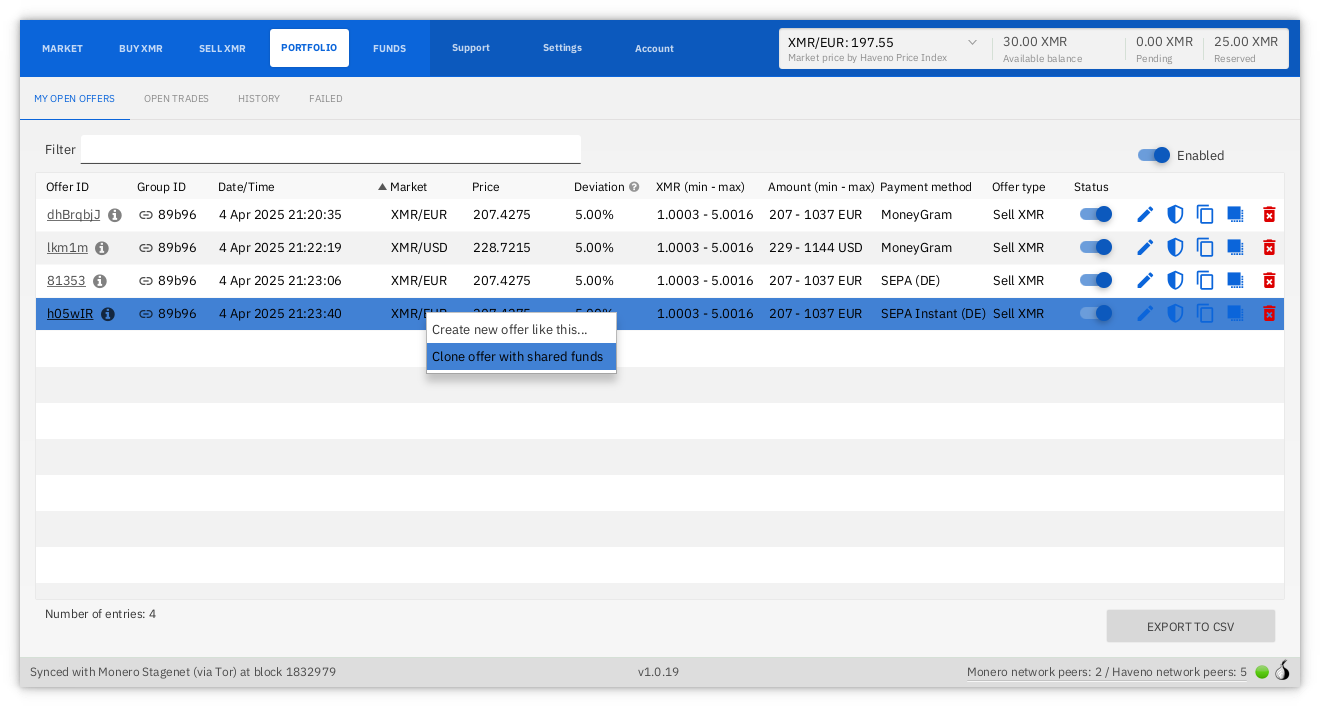 MARKET BUY XMR SELL XMR PORTFOLIO FUNDS Support Settings Account XMR/EUR: 197.55 30.00 XMR 0.00 XMR 25.00 XMR
Market price by Haveno Price Index Available balance Pending Reserved
MY OPEN OFFERS OPEN TRADES HISTORY FAILED
Filter
Enabled
Offer ID Group ID Date/Time Market Price Deviation XMR (min - max) Amount (min - max) Payment method Offer type Status
dhBrqbjJ 89b96 4 Apr 2025 21:20:35 XMR/EUR 207.4275 5.00% 1.0003 - 5.0016 207 - 1037 EUR MoneyGram Sell XMR
lkm1m 89b96 4 Apr 2025 21:22:19 XMR/USD 228.7215 5.00% 1.0003 - 5.0016 229 - 1144 USD MoneyGram Sell XMR
81353 89b96 4 Apr 2025 21:23:06 XMR/EUR 207.4275 5.00% 1.0003 - 5.0016 207 - 1037 EUR SEPA (DE) Sell XMR
h05wIR 89b96 4 Apr 2025 21:23:40 XMR/EUR 207.4275 5.00% 1.0003 - 5.0016 207 - 1037 EUR SEPA Instant (DE) Sell XMR
Create new offer like this...
Clone offer with shared funds
Number of entries: 4
EXPORT TO CSV
Synced with Monero Stagenet (via Tor) at block 1832979 v1.0.19 Monero network peers: 2 / Haveno network peers: 5